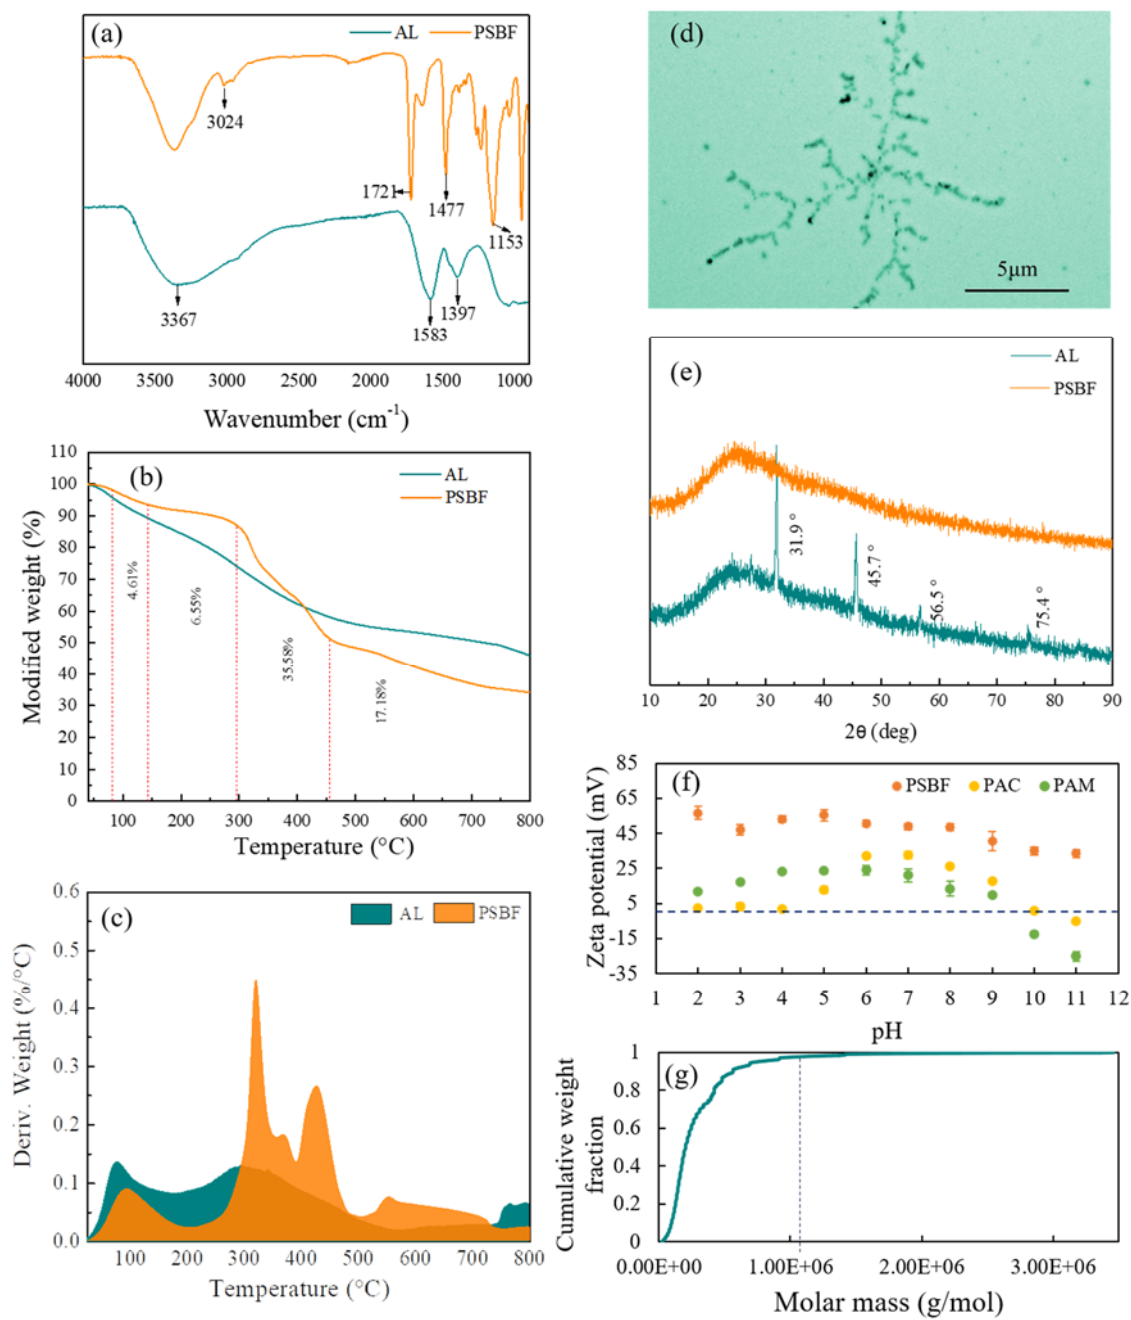 (a)
AL PSBF
3024
1721
1477
1153
3367
1583
1397
4000 3500 3000 2500 2000 1500 1000
Wavenumber (cm-1)
(b)
AL
PSBF
110
100
90
80
70
60
50
40
30
20
10
0
4.61%
6.55%
35.58%
17.18%
Modified weight (%)
100 200 300 400 500 600 700 800
Temperature (°C)
(c)
AL PSBF
0.6
0.5
0.4
0.3
0.2
0.1
0.0
Deriv. Weight (%/°C)
100 200 300 400 500 600 700 800
Temperature (°C)
(d)
5μm
(e)
AL
PSBF
31.9 °
45.7 °
56.5 °
75.4 °
10 20 30 40 50 60 70 80 90
2θ (deg)
(f)
PSBF PAC PAM
85
65
45
25
5
-15
-35
Zeta potential (mV)
1 2 3 4 5 6 7 8 9 10 11 12
pH
(g)
1
0.8
0.6
0.4
0.2
0
Cumulative weight
fraction
0.00E+00 1.00E+06 2.00E+06 3.00E+06
Molar mass (g/mol)